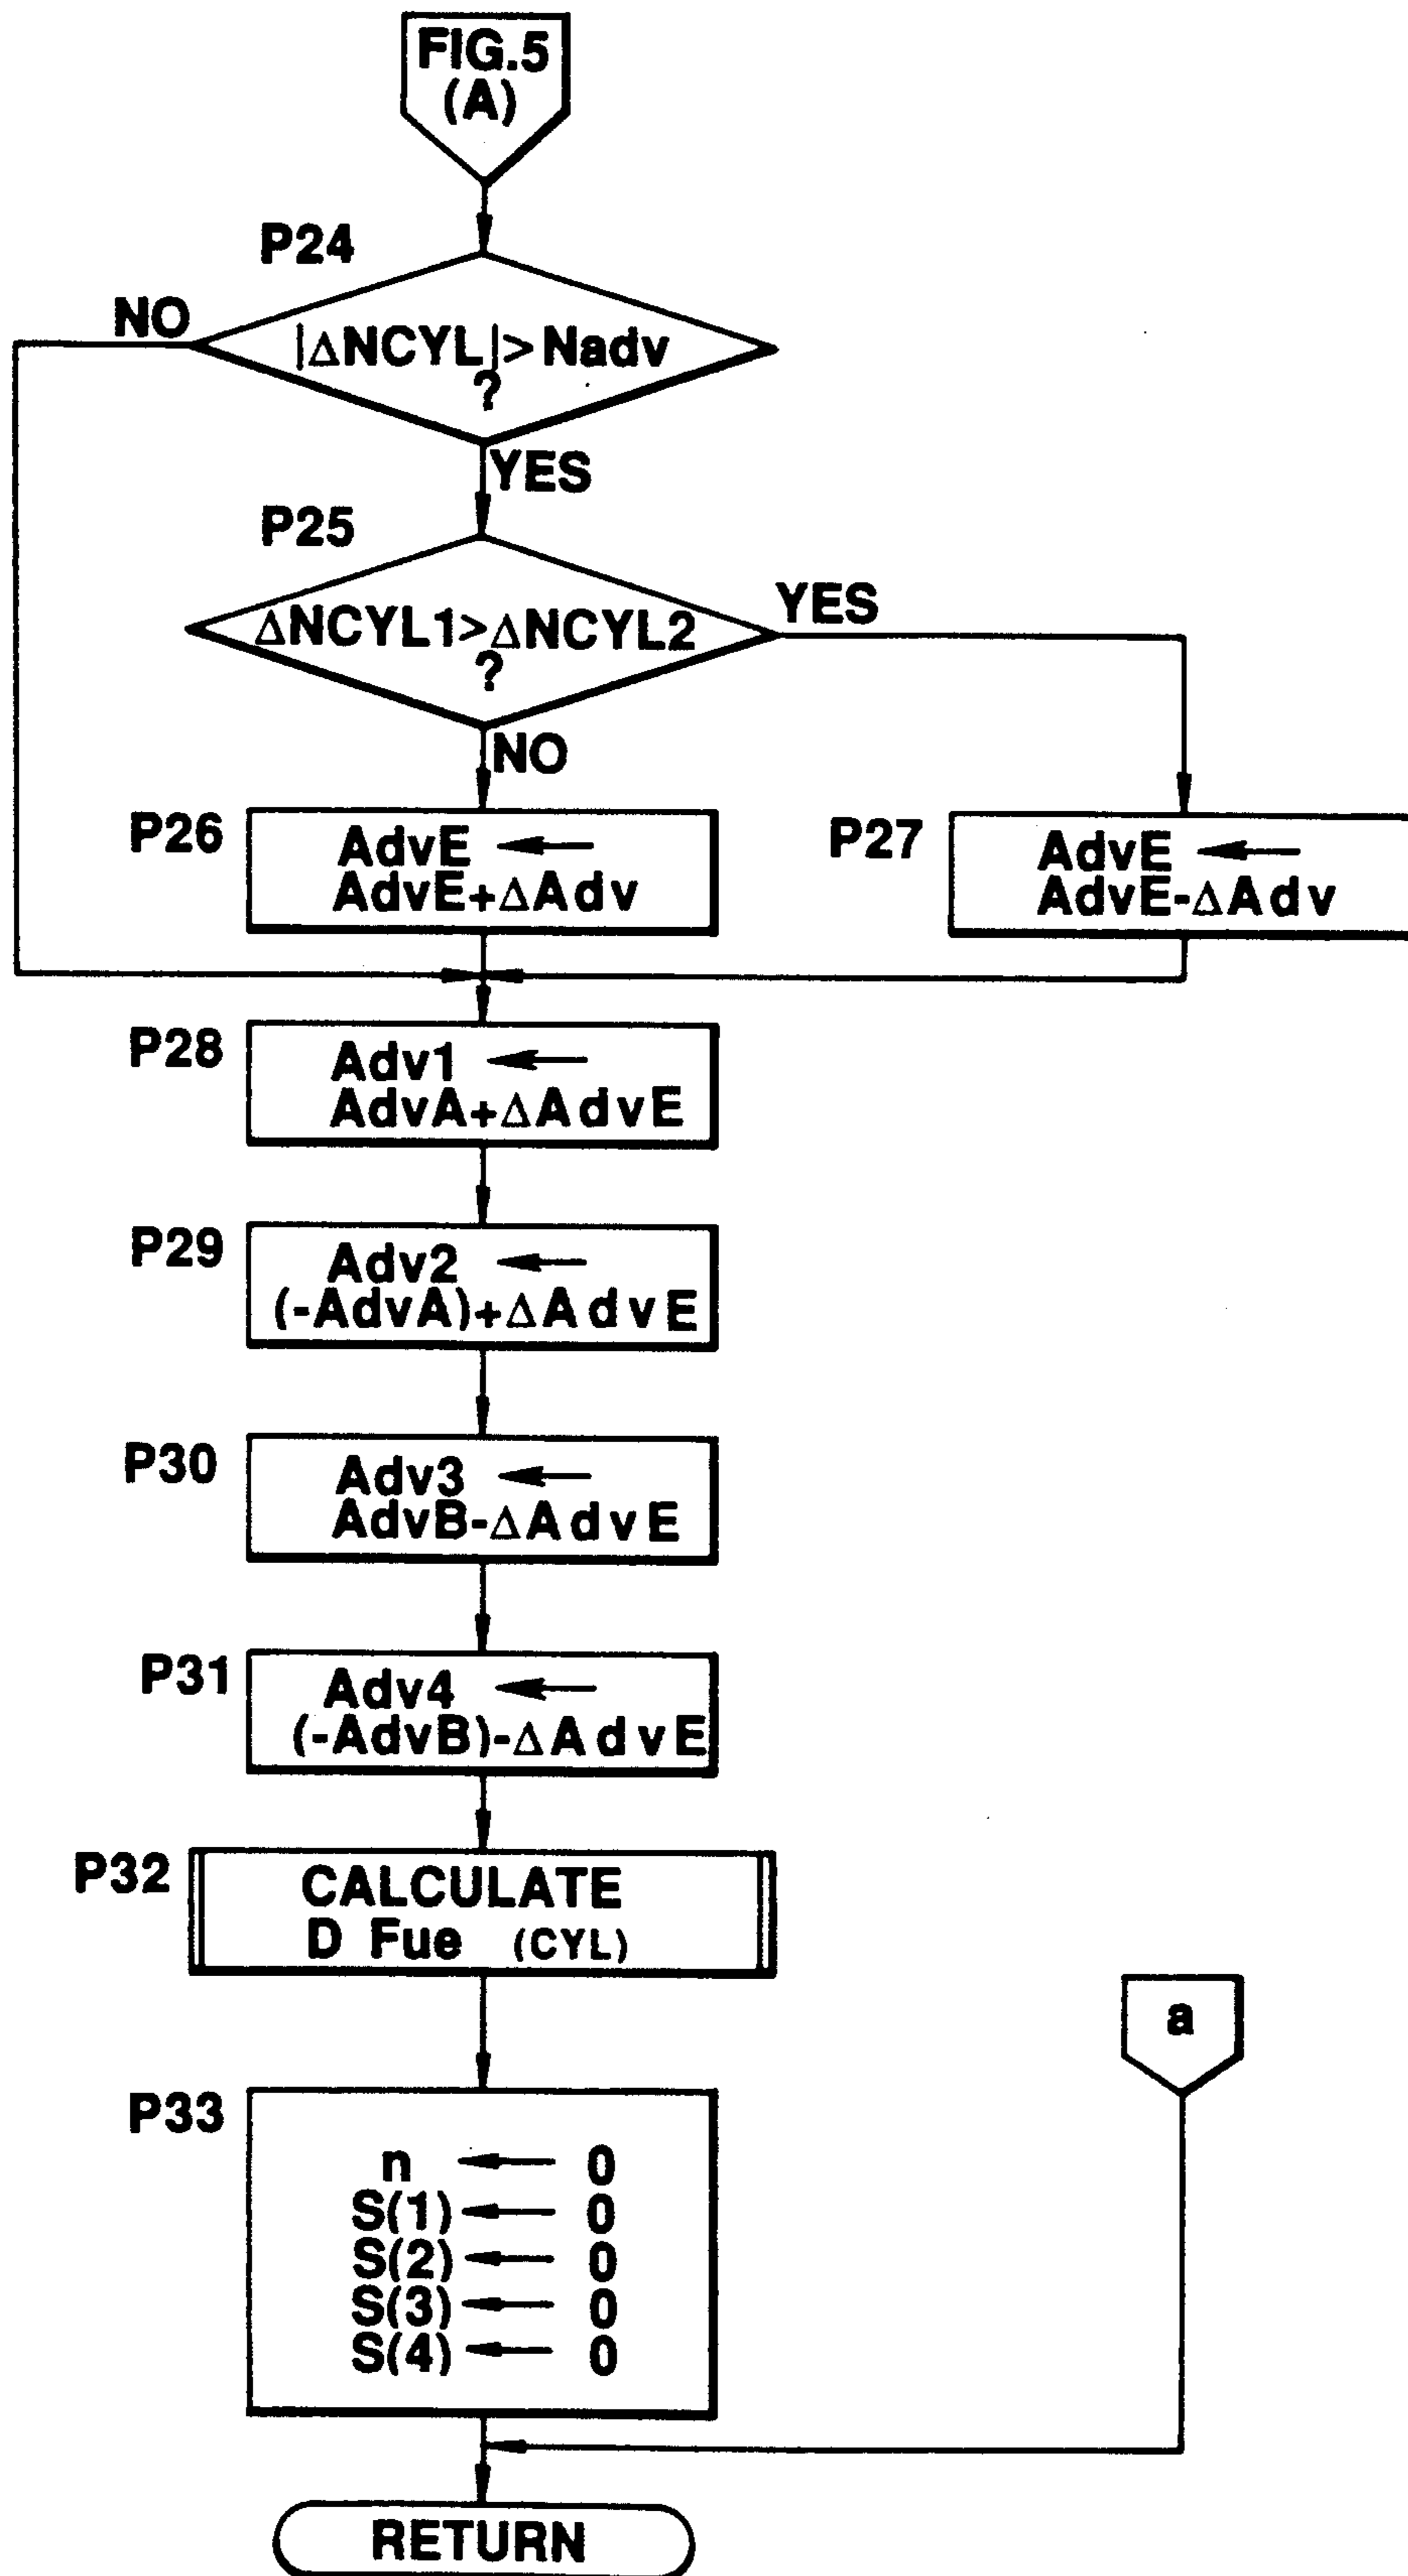 FIG.5
(A)
P24
NO
|ΔNCYL|>Nadv
?
YES
P25
ΔNCYL1>ΔNCYL2
?
YES
NO
P26
AdvE ←
AdvE+ΔAdv
P27
AdvE ←
AdvE-ΔAdv
P28
Adv1 ←
AdvA+ΔAdvE
P29
Adv2 ←
(-AdvA)+ΔAdvE
P30
Adv3 ←
AdvB-ΔAdvE
P31
Adv4 ←
(-AdvB)-ΔAdvE
P32
CALCULATE
D Fue (CYL)
a
P33
n ← 0
S(1) ← 0
S(2) ← 0
S(3) ← 0
S(4) ← 0
RETURN